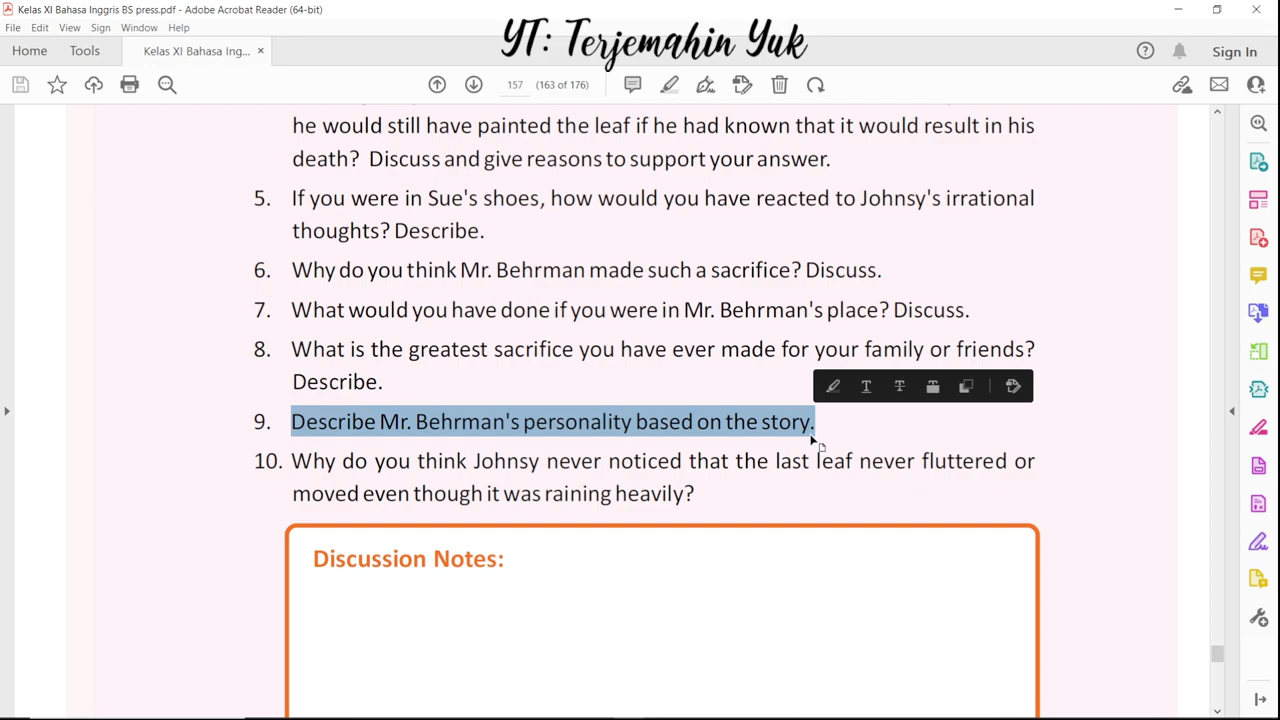 Kelas XI Bahasa Inggris BS press.pdf - Adobe Acrobat Reader (64-bit)
File Edit View Sign Window Help
YT: Terjemahin Yuk
Home Tools Kelas XI Bahasa Ing... × Sign In
157 (163 of 176)
he would still have painted the leaf if he had known that it would result in his
death? Discuss and give reasons to support your answer.
5. If you were in Sue's shoes, how would you have reacted to Johnsy's irrational
thoughts? Describe.
6. Why do you think Mr. Behrman made such a sacrifice? Discuss.
7. What would you have done if you were in Mr. Behrman's place? Discuss.
8. What is the greatest sacrifice you have ever made for your family or friends?
Describe.
9. Describe Mr. Behrman's personality based on the story.
10. Why do you think Johnsy never noticed that the last leaf never fluttered or
moved even though it was raining heavily?
Discussion Notes: